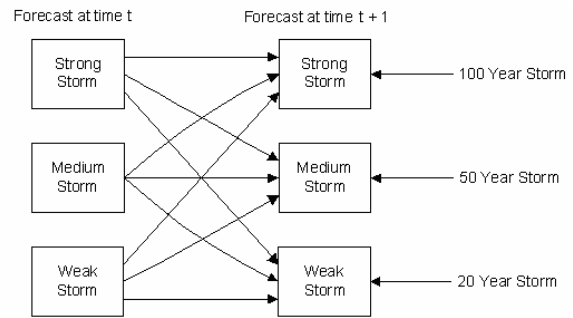 Forecast at time t
Forecast at time t + 1
Strong
Storm
Strong
Storm
100 Year Storm
Medium
Storm
Medium
Storm
50 Year Storm
Weak
Storm
Weak
Storm
20 Year Storm